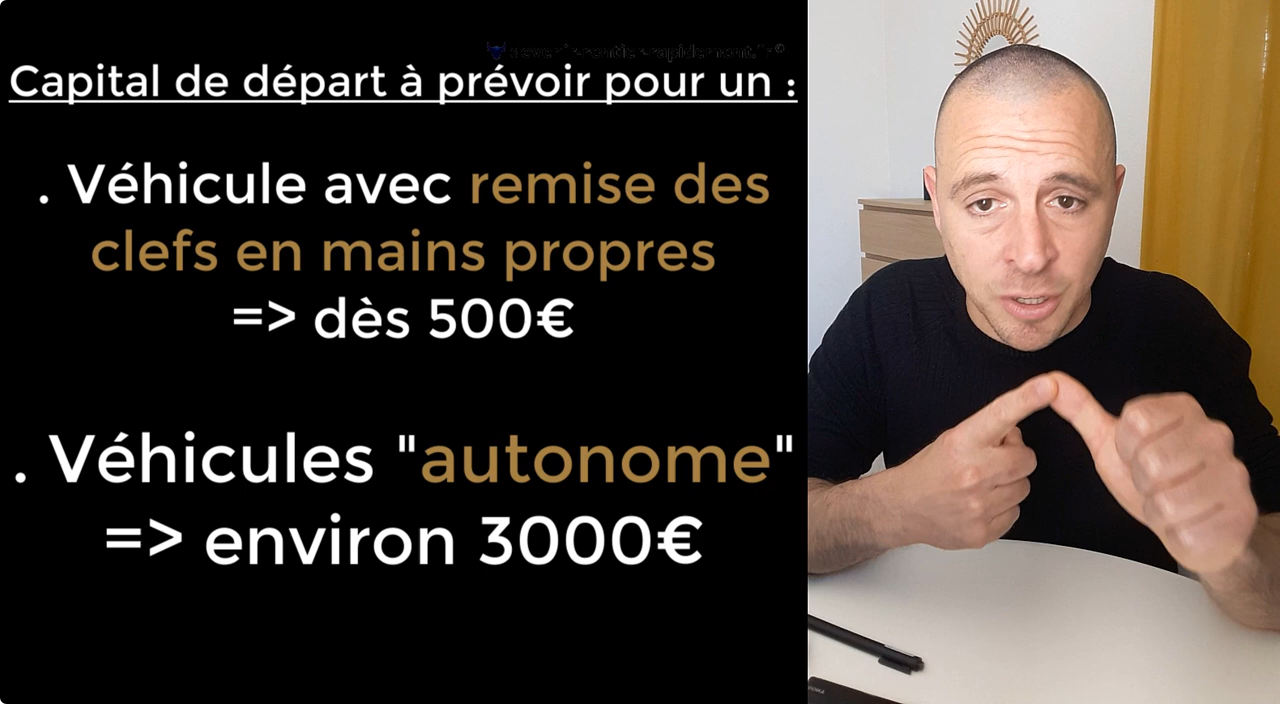 Capital de départ à prévoir pour un :
. Véhicule avec remise des
clefs en mains propres
=> dès 500€
. Véhicules "autonome"
=> environ 3000€